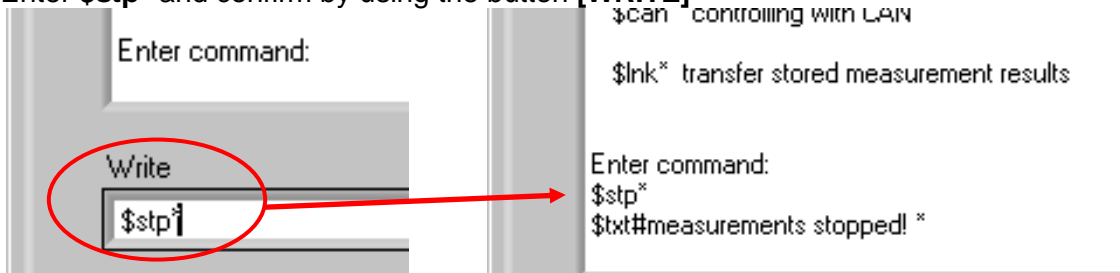 Enter $stp* and confirm by using the button [WRITE]
Enter command:
Write
$stp*
$can* controlling with CAN
$lnk* transfer stored measurement results
Enter command:
$stp*
$txt#measurements stopped! *